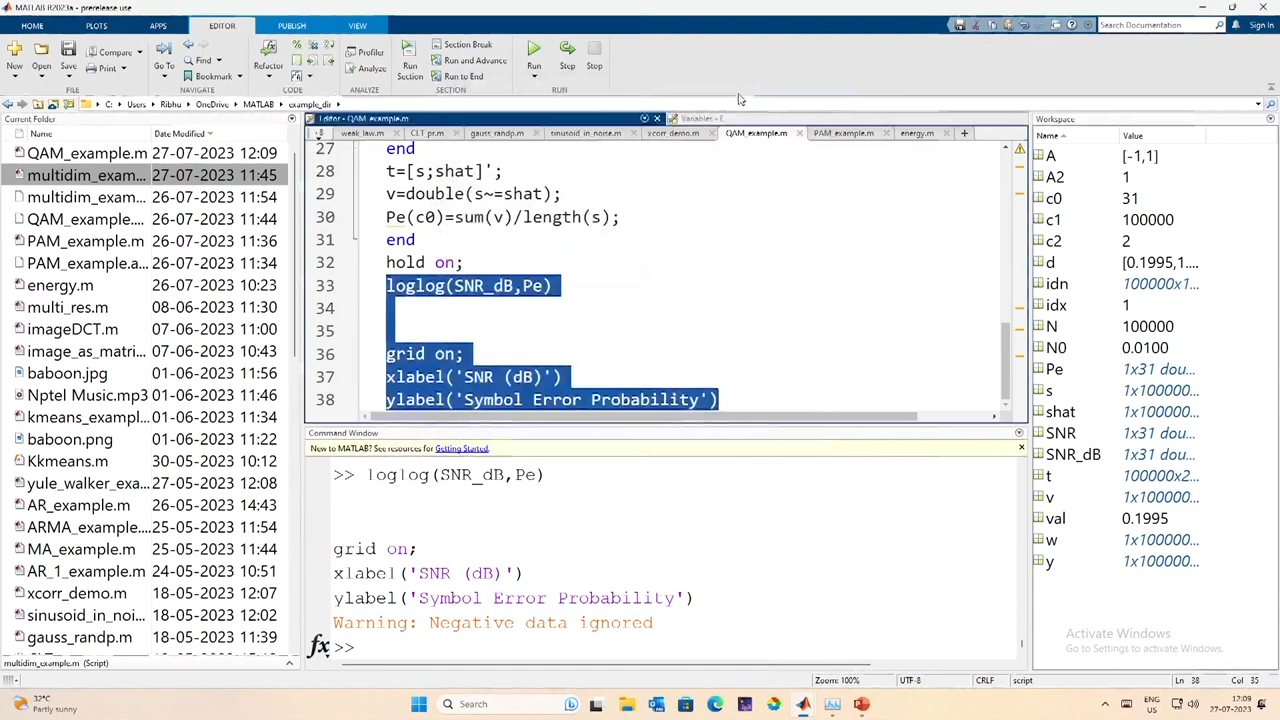 MATLAB R2023a - prerelease use
HOME PLOTS APPS EDITOR PUBLISH VIEW Search Documentation Sign In
New Open Save Compare Print Go To Find Bookmark Refactor Profiler Analyze Run Section Section Break Run and Advance Run to End Run Step Stop
FILE NAVIGATE CODE ANALYZE SECTION RUN
C: Users Ribhu OneDrive MATLAB example_dir
Current Folder
Name Date Modified
QAM_example.m 27-07-2023 12:09
multidim_exam... 27-07-2023 11:45
multidim_exam... 26-07-2023 11:54
QAM_example.... 26-07-2023 11:44
PAM_example.m 26-07-2023 11:36
PAM_example.a... 26-07-2023 11:34
energy.m 26-07-2023 10:23
multi_res.m 08-06-2023 11:30
imageDCT.m 07-06-2023 11:00
image_as_matri... 07-06-2023 10:43
baboon.jpg 07-06-2023 11:56
Nptel Music.mp3 07-06-2023 11:46
kmeans_exampl... 07-06-2023 11:34
baboon.png 07-06-2023 11:22
Kkmeans.m 30-05-2023 10:12
yule_walker_exa... 27-05-2023 12:08
AR_example.m 26-05-2023 14:43
ARMA_example.... 25-05-2023 11:54
MA_example.m 25-05-2023 11:44
AR_1_example.m 24-05-2023 10:51
xcorr_demo.m 18-05-2023 12:07
sinusoid_in_noi... 18-05-2023 12:02
gauss_randp.m 18-05-2023 11:39
multidim_example.m (Script)
Editor - QAM_example.m Variables - E
weak_law.m CLT_pr.m gauss_randp.m sinusoid_in_noise.m xcorr_demo.m QAM_example.m PAM_example.m energy.m
27 end
28 t=[s;shat]';
29 v=double(s~=shat);
30 Pe(c0)=sum(v)/length(s);
31 end
32 hold on;
33 loglog(SNR_dB,Pe)
34
35
36 grid on;
37 xlabel('SNR (dB)')
38 ylabel('Symbol Error Probability')
Command Window
New to MATLAB? See resources for Getting Started.
>> loglog(SNR_dB,Pe)
grid on;
xlabel('SNR (dB)')
ylabel('Symbol Error Probability')
Warning: Negative data ignored
fx >>
Workspace
Name Value
A [-1,1]
A2 1
c0 31
c1 100000
c2 2
d [0.1995,1....
idn 100000x1...
idx 1
N 100000
N0 0.0100
Pe 1x31 dou...
s 1x100000...
shat 1x100000...
SNR 1x31 dou...
SNR_dB 1x31 dou...
t 100000x2...
v 1x100000...
val 0.1995
w 1x100000...
y 1x100000...
Activate Windows
Go to Settings to activate Windows.
Zoom: 100% UTF-8 CRLF script Ln 38 Col 35
32°C
Partly sunny
Search
ENG
US
12:09
27-07-2023